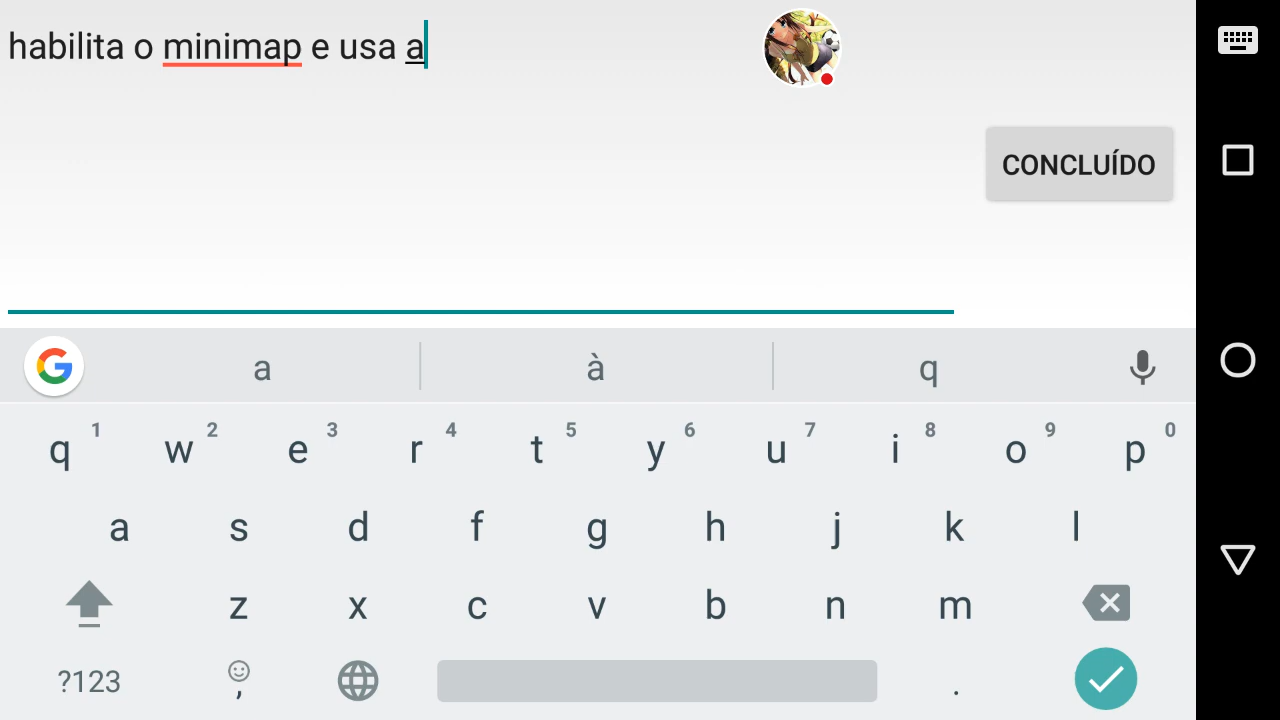 habilita o minimap e usa a
CONCLUÍDO
a à q
q 1 w 2 e 3 r 4 t 5 y 6 u 7 i 8 o 9 p 0
a s d f g h j k l
z x c v b n m
?123 , .